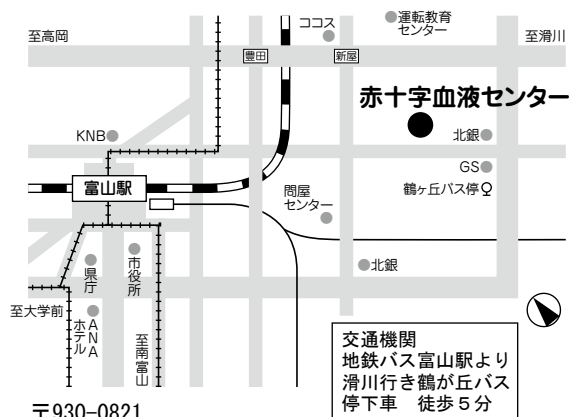 ココス
運転教育
センター
至高岡
至滑川
豊田
新屋
赤十字血液センター
KNB
北銀
GS
富山駅
鶴ヶ丘バス停
問屋
センター
県庁
市役所
北銀
至大学前
ANA
ホテル
至南富山
交通機関
地鉄バス富山駅より
滑川行き鶴が丘バス
停下車 徒歩5分
〒930-0821